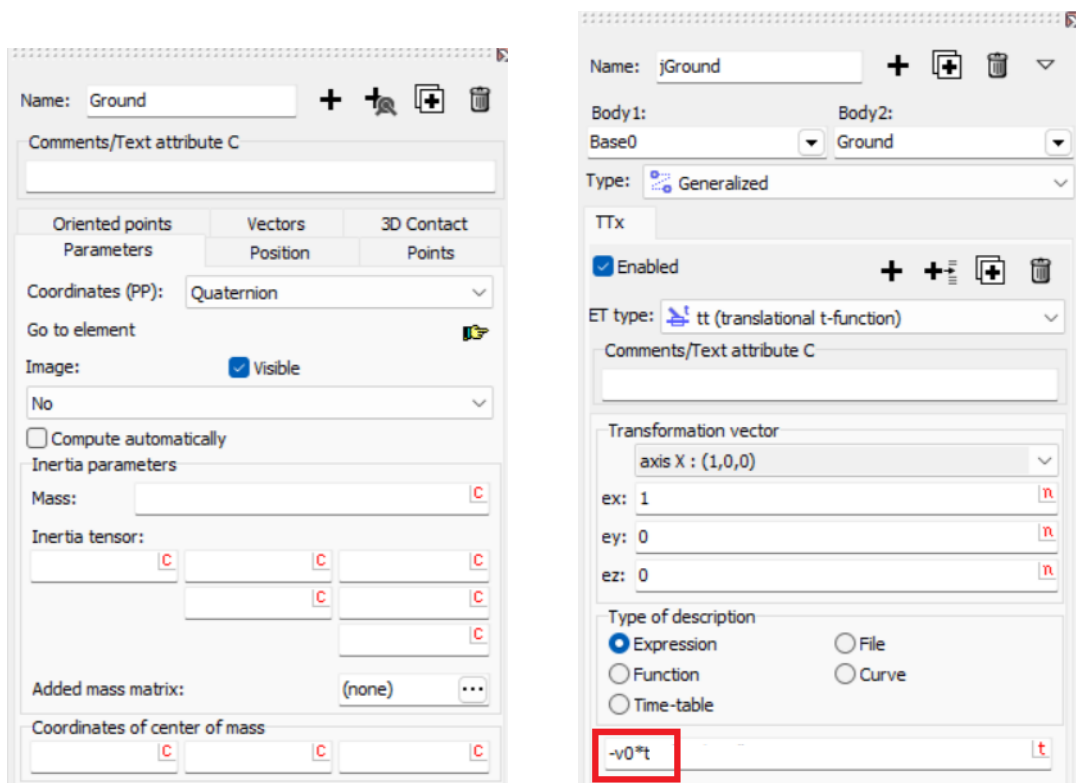 Name: Ground
Comments/Text attribute C
Oriented points Vectors 3D Contact
Parameters Position Points
Coordinates (PP): Quaternion
Go to element
Image: Visible
No
Compute automatically
Inertia parameters
Mass: C
Inertia tensor:
C C C
C C
C
Added mass matrix: (none) ...
Coordinates of center of mass
C C C
Name: jGround
Body1: Body2:
Base0 Ground
Type: Generalized
TTx
Enabled
ET type: tt (translational t-function)
Comments/Text attribute C
Transformation vector
axis X : (1,0,0)
ex: 1 n
ey: 0 n
ez: 0 n
Type of description
Expression File
Function Curve
Time-table
-v0*t t